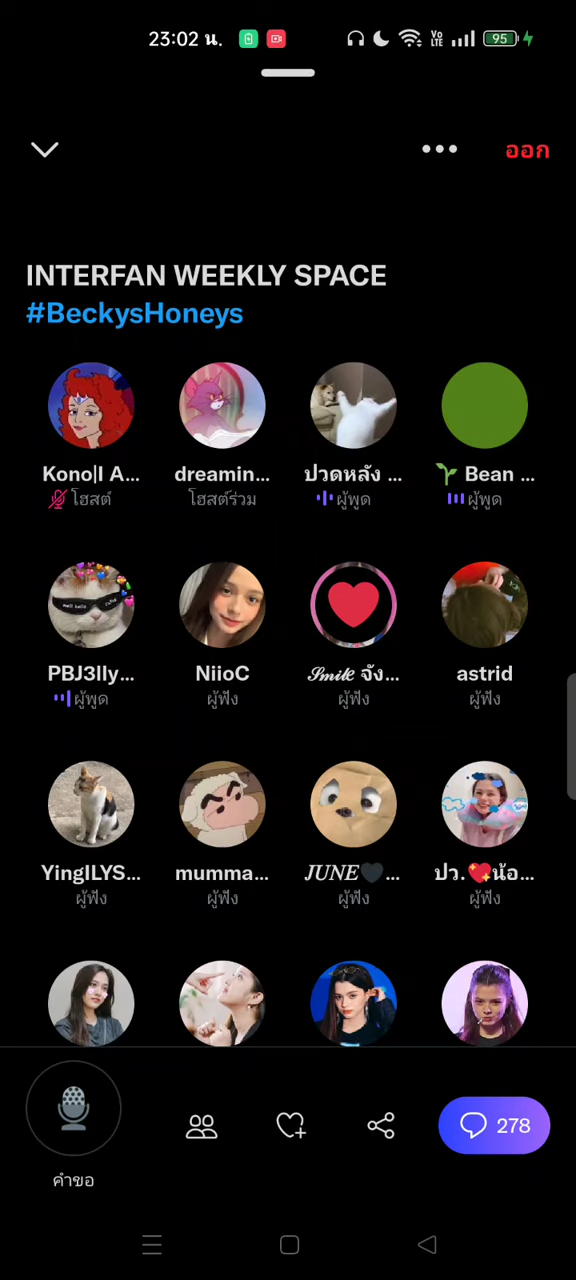 23:02 น.
Vo
LTE
95
ออก
INTERFAN WEEKLY SPACE
#BeckysHoneys
Kono|I A... dreamin... ปวดหลัง ... 🌱 Bean ...
โฮสต์ โฮสต์ร่วม ผู้พูด ผู้พูด
PBJ3lly... NiioC 𝒮𝓂𝒾𝓁𝑒 จัง... astrid
ผู้พูด ผู้ฟัง ผู้ฟัง ผู้ฟัง
YingILYS... mumma... 𝐽𝑈𝑁𝐸🖤... ปว.💖น้อ...
ผู้ฟัง ผู้ฟัง ผู้ฟัง ผู้ฟัง
278
คำขอ